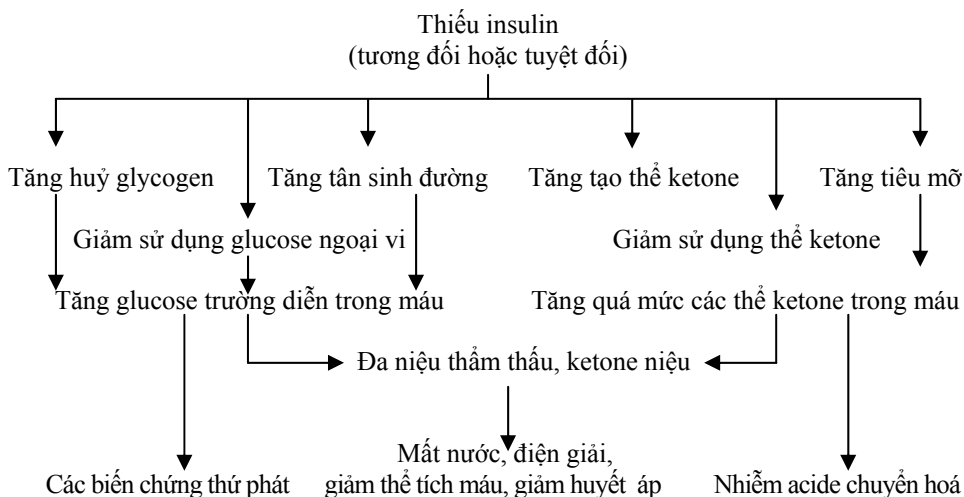 Thiếu insulin
(tương đối hoặc tuyệt đối)
Tăng huỷ glycogen
Tăng tân sinh đường
Tăng tạo thể ketone
Tăng tiêu mỡ
Giảm sử dụng glucose ngoại vi
Giảm sử dụng thể ketone
Tăng glucose trường diễn trong máu
Tăng quá mức các thể ketone trong máu
Đa niệu thẩm thấu, ketone niệu
Mất nước, điện giải,
Các biến chứng thứ phát
giảm thể tích máu, giảm huyết áp
Nhiễm acide chuyển hoá